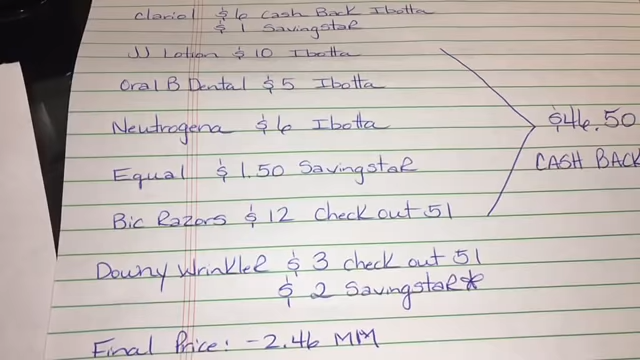 Clariol $6 Cash Back Ibotta
$1 Savingstar
JJ Lotion $10 Ibotta
Oral B Dental $5 Ibotta
Neutrogena $6 Ibotta
Equal $1.50 Savingstar
Bic Razors $12 Check out 51
$46.50
CASH BACK
Downy Wrinkler $3 check out 51
$2 Savingstar*
Final Price: -2.46 MM